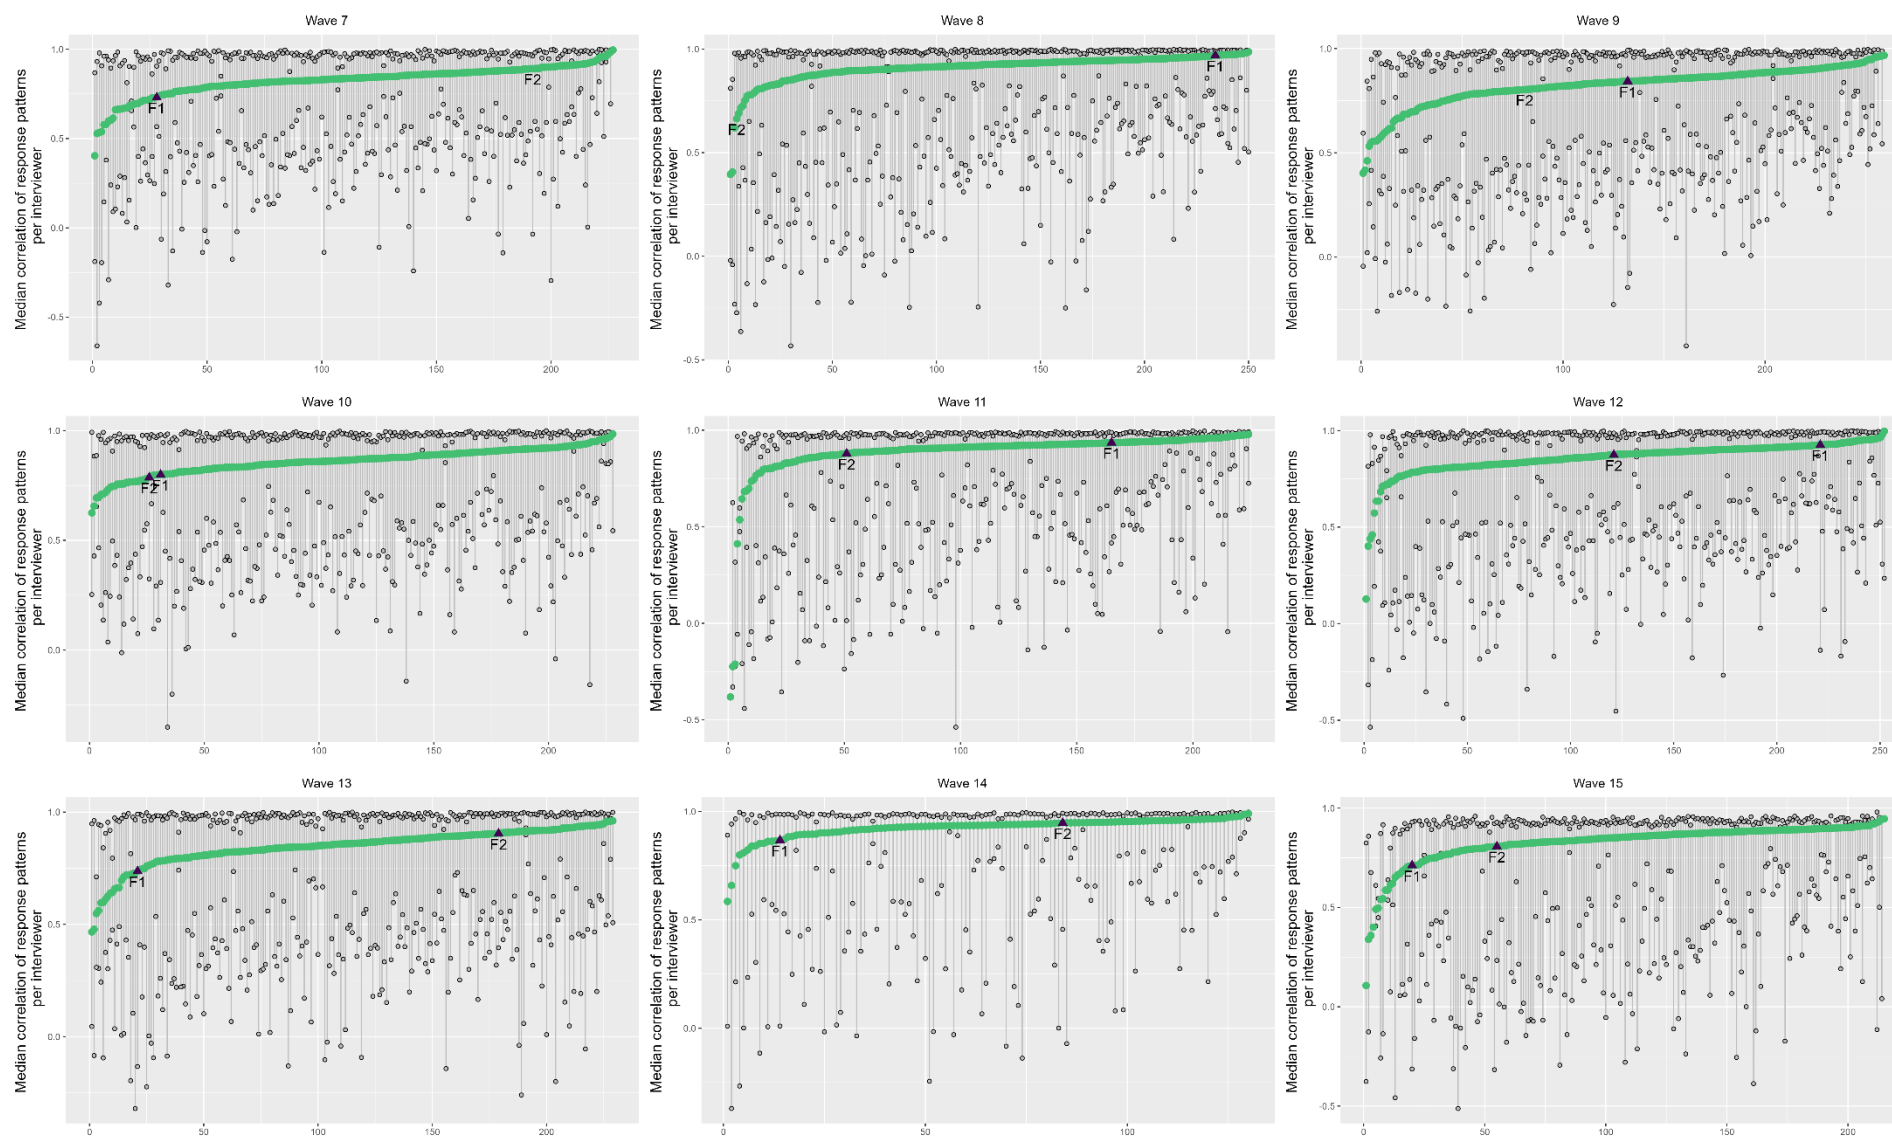 Wave 7
Median correlation of response patterns
per interviewer
1.0
0.5
0.0
-0.5
F1
F2
0
50
100
150
200
Wave 8
Median correlation of response patterns
per interviewer
1.0
0.5
0.0
-0.5
F2
F1
0
50
100
150
200
250
Wave 9
Median correlation of response patterns
per interviewer
1.0
0.5
0.0
F2
F1
0
100
200
Wave 10
Median correlation of response patterns
per interviewer
1.0
0.5
0.0
F2
F1
0
50
100
150
200
Wave 11
Median correlation of response patterns
per interviewer
1.0
0.5
0.0
-0.5
F2
F1
0
50
100
150
200
Wave 12
Median correlation of response patterns
per interviewer
1.0
0.5
0.0
-0.5
F2
F1
0
50
100
150
200
250
Wave 13
Median correlation of response patterns
per interviewer
1.0
0.5
0.0
F1
F2
0
50
100
150
200
Wave 14
Median correlation of response patterns
per interviewer
1.0
0.5
0.0
F1
F2
0
50
100
Wave 15
Median correlation of response patterns
per interviewer
1.0
0.5
0.0
-0.5
F1
F2
0
50
100
150
200